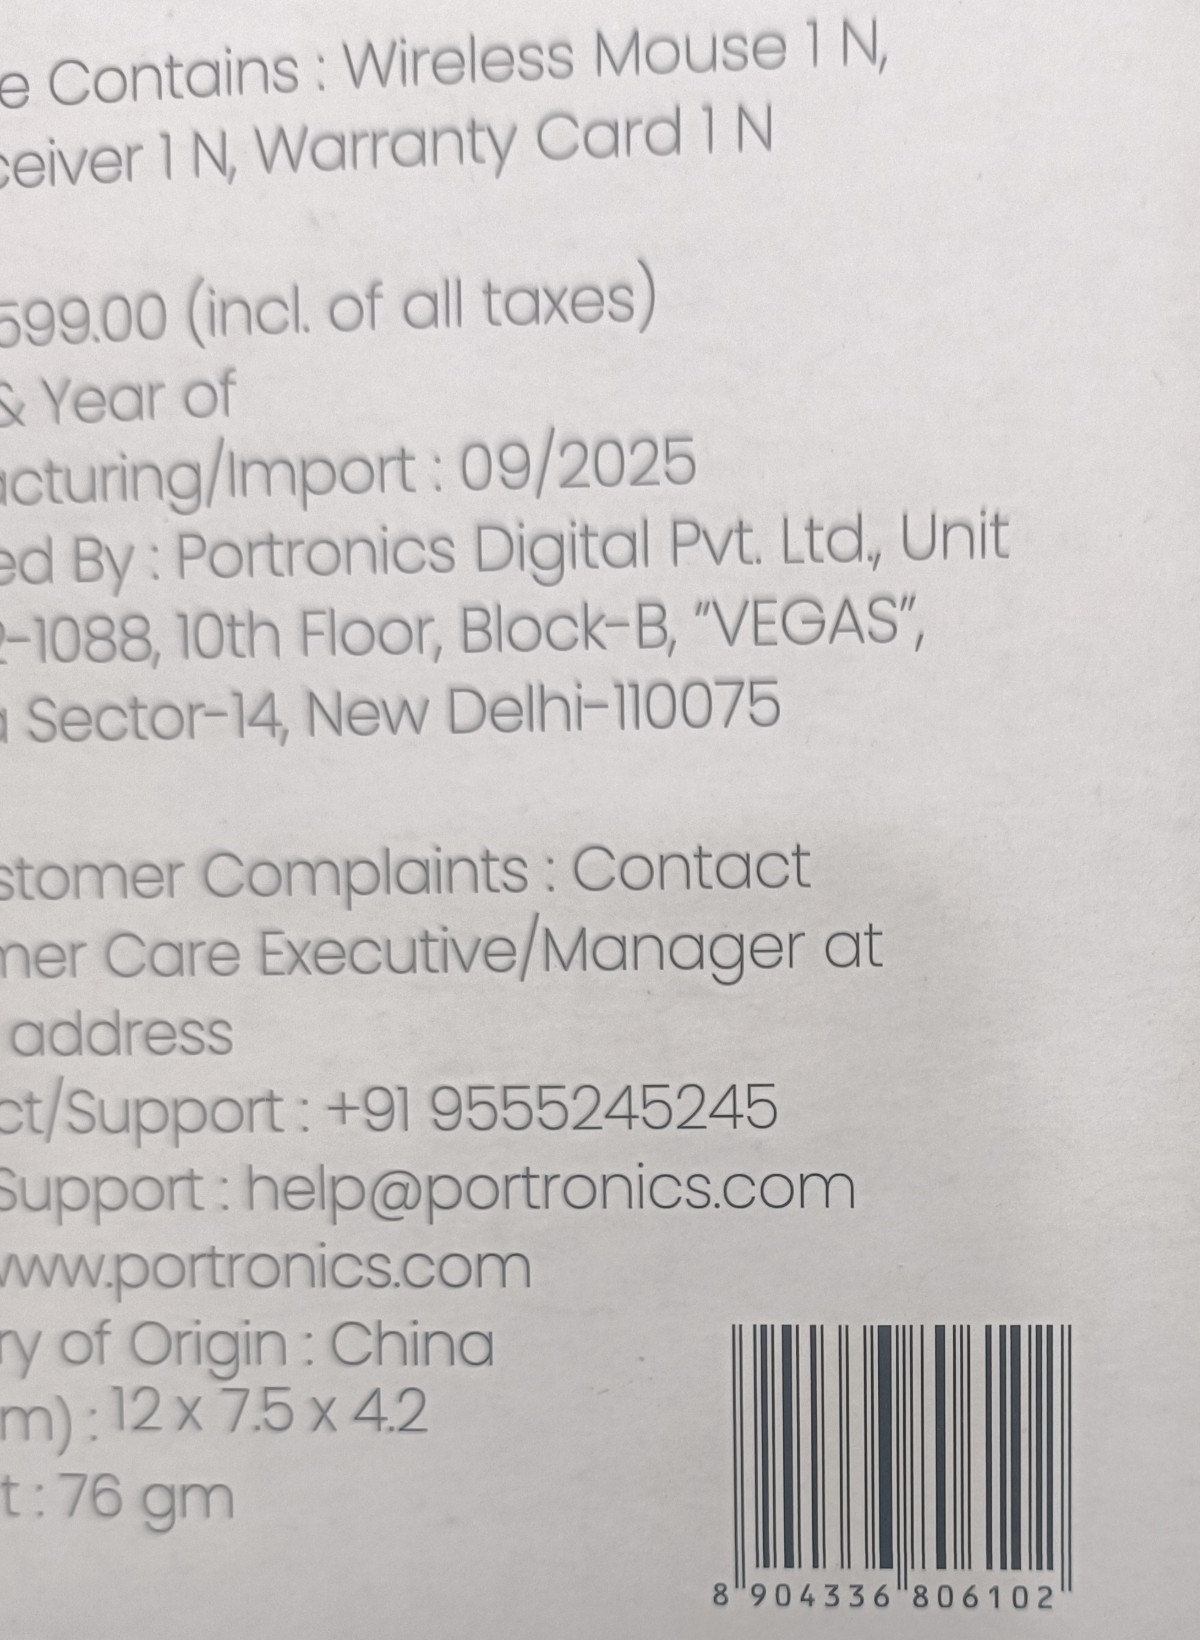 e Contains : Wireless Mouse 1 N,
ceiver 1 N, Warranty Card 1 N
599.00 (incl. of all taxes)
& Year of
acturing/Import : 09/2025
ed By : Portronics Digital Pvt. Ltd., Unit
2-1088, 10th Floor, Block-B, "VEGAS",
a Sector-14, New Delhi-110075
stomer Complaints : Contact
mer Care Executive/Manager at
address
ct/Support : +91 9555245245
Support : help@portronics.com
www.portronics.com
ry of Origin : China
m) : 12 x 7.5 x 4.2
t : 76 gm
8 904336 806102